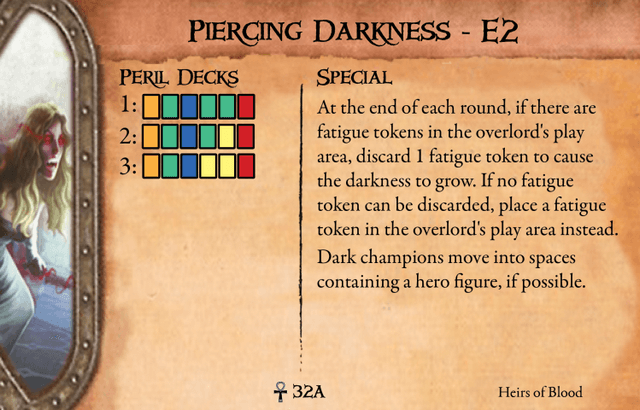 Piercing Darkness - E2
Peril Decks
1:
2:
3:
Special
At the end of each round, if there are
fatigue tokens in the overlord's play
area, discard 1 fatigue token to cause
the darkness to grow. If no fatigue
token can be discarded, place a fatigue
token in the overlord's play area instead.
Dark champions move into spaces
containing a hero figure, if possible.
32A
Heirs of Blood